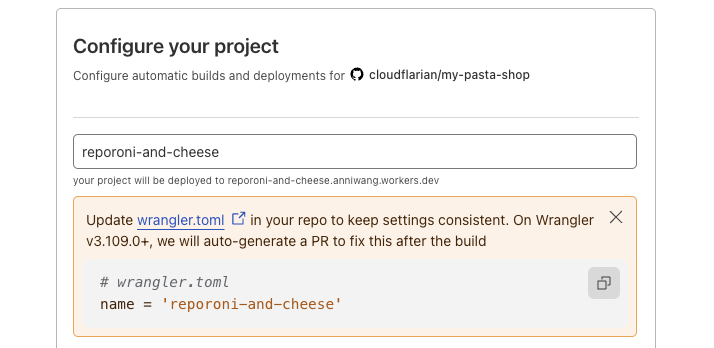 Configure your project
Configure automatic builds and deployments for cloudflarian/my-pasta-shop
reporoni-and-cheese
your project will be deployed to reporoni-and-cheese.anniwang.workers.dev
Update wrangler.toml in your repo to keep settings consistent. On Wrangler
v3.109.0+, we will auto-generate a PR to fix this after the build
# wrangler.toml
name = 'reporoni-and-cheese'